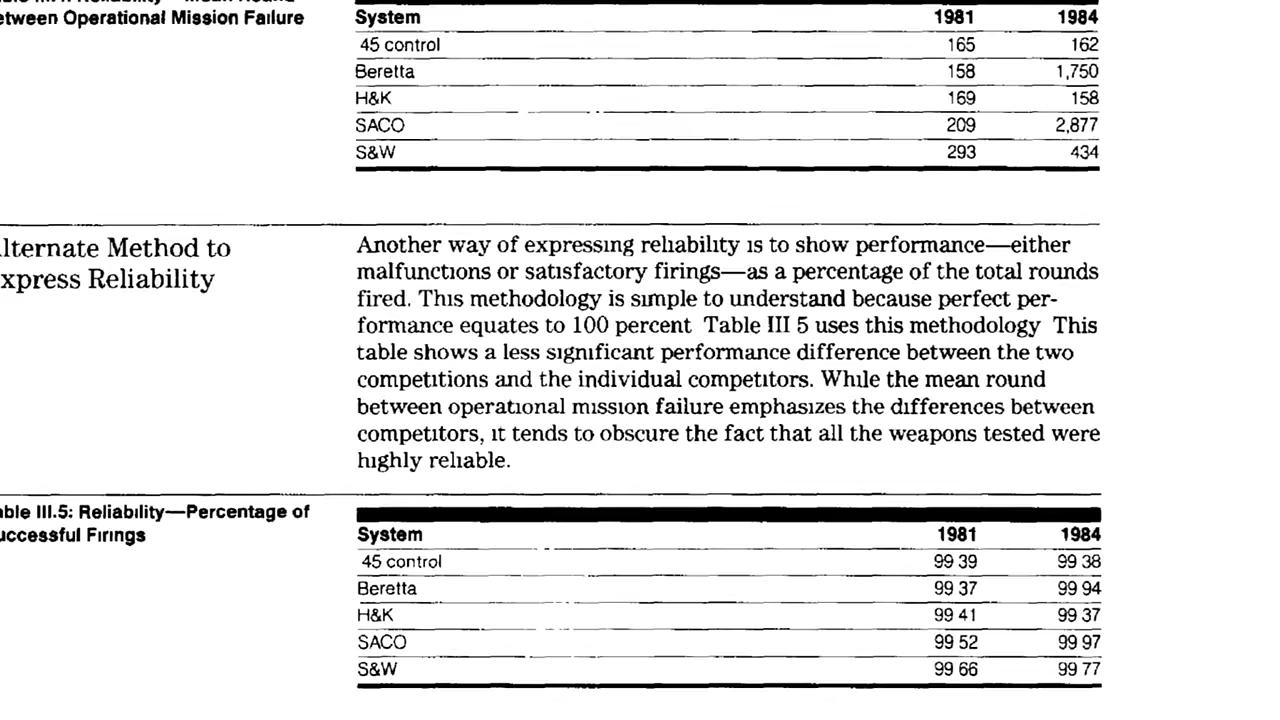 etween Operational Mission Failure
System 1981 1984
45 control 165 162
Beretta 158 1,750
H&K 169 158
SACO 209 2,877
S&W 293 434
lternate Method to
xpress Reliability
Another way of expressing reliability is to show performance—either
malfunctions or satisfactory firings—as a percentage of the total rounds
fired. This methodology is simple to understand because perfect per-
formance equates to 100 percent Table III 5 uses this methodology This
table shows a less significant performance difference between the two
competitions and the individual competitors. While the mean round
between operational mission failure emphasizes the differences between
competitors, it tends to obscure the fact that all the weapons tested were
highly reliable.
able III.5: Reliability—Percentage of
uccessful Firings
System 1981 1984
45 control 99 39 99 38
Beretta 99 37 99 94
H&K 99 41 99 37
SACO 99 52 99 97
S&W 99 66 99 77